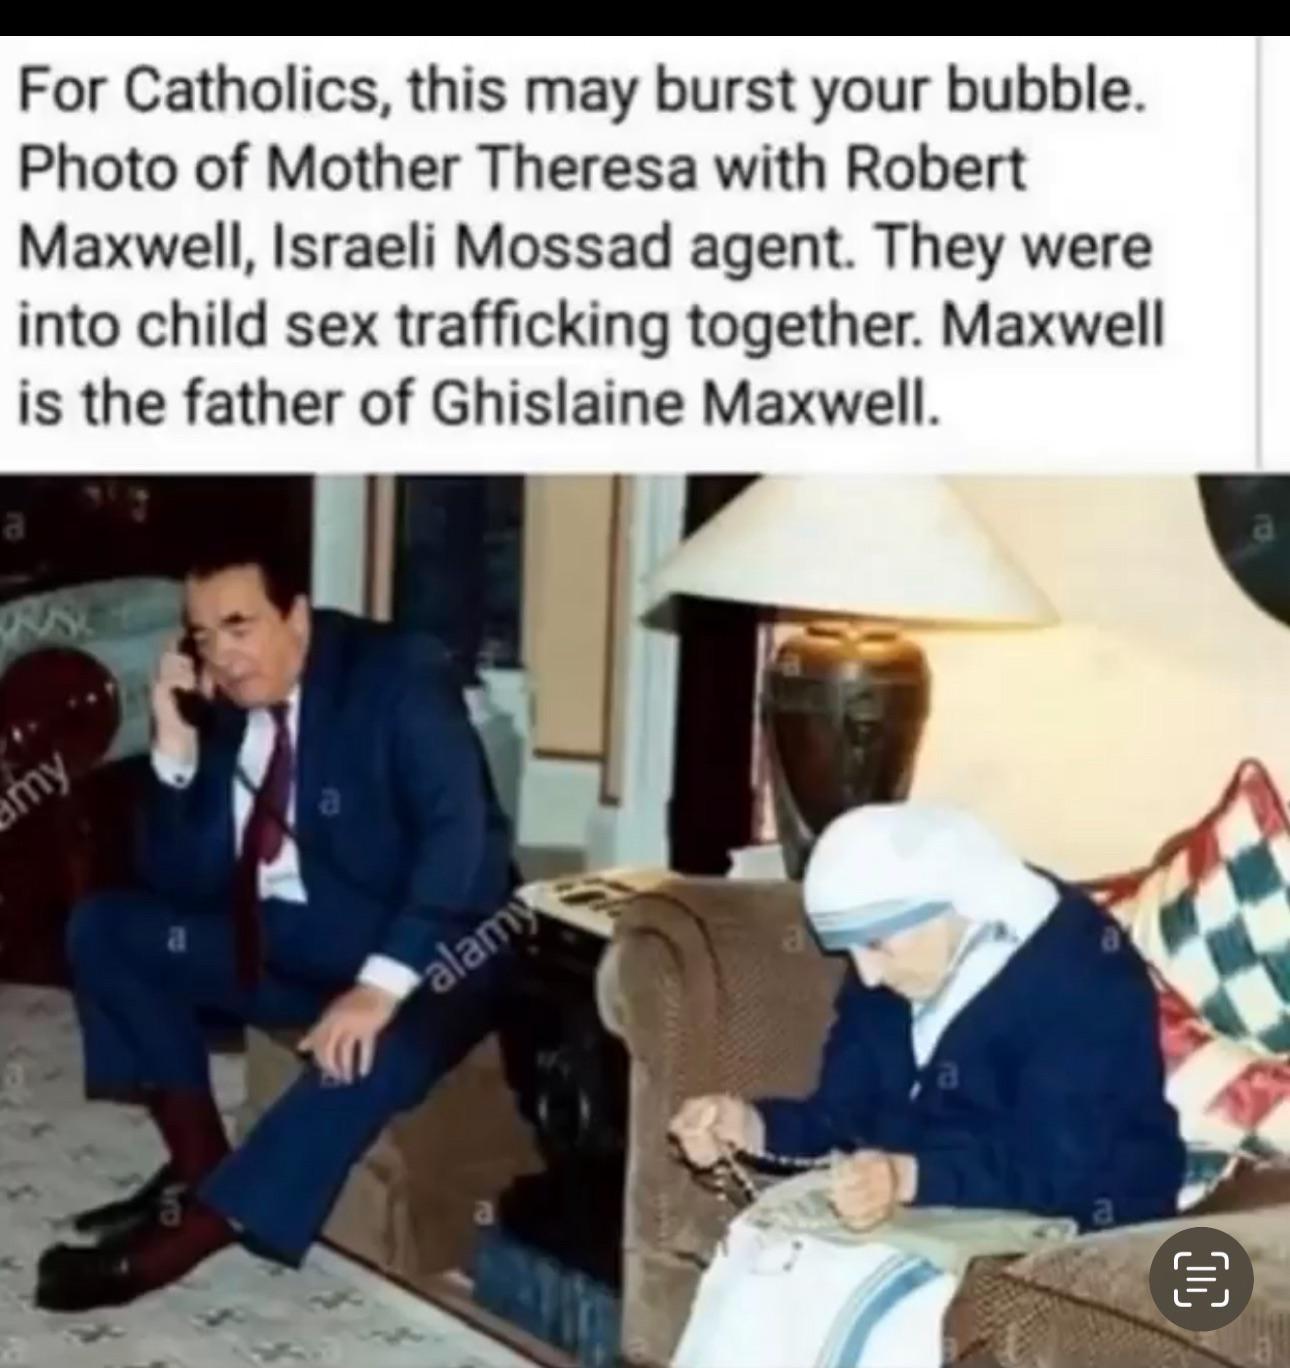 For Catholics, this may burst your bubble.
Photo of Mother Theresa with Robert
Maxwell, Israeli Mossad agent. They were
into child sex trafficking together. Maxwell
is the father of Ghislaine Maxwell.
a
a
a
amy
a
a
alamy
a
a
a
a
a
a
a